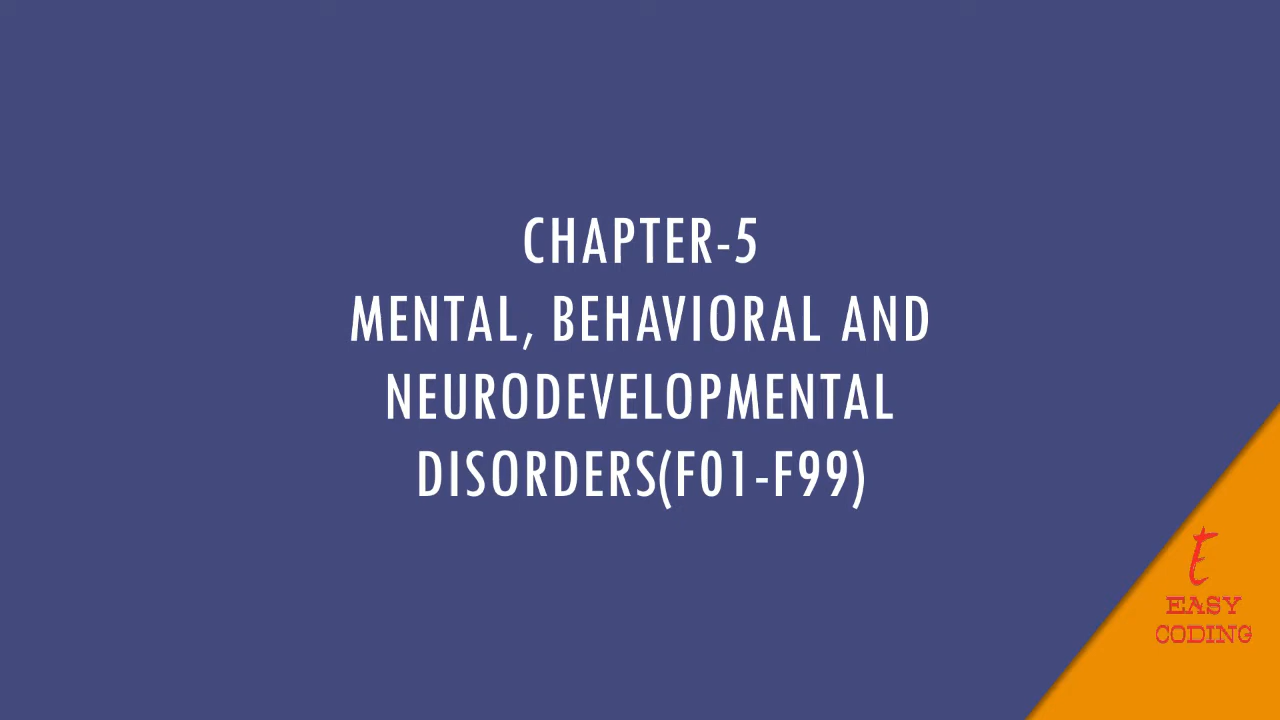 CHAPTER-5
MENTAL, BEHAVIORAL AND
NEURODEVELOPMENTAL
DISORDERS(F01-F99)
E
EASY
CODING